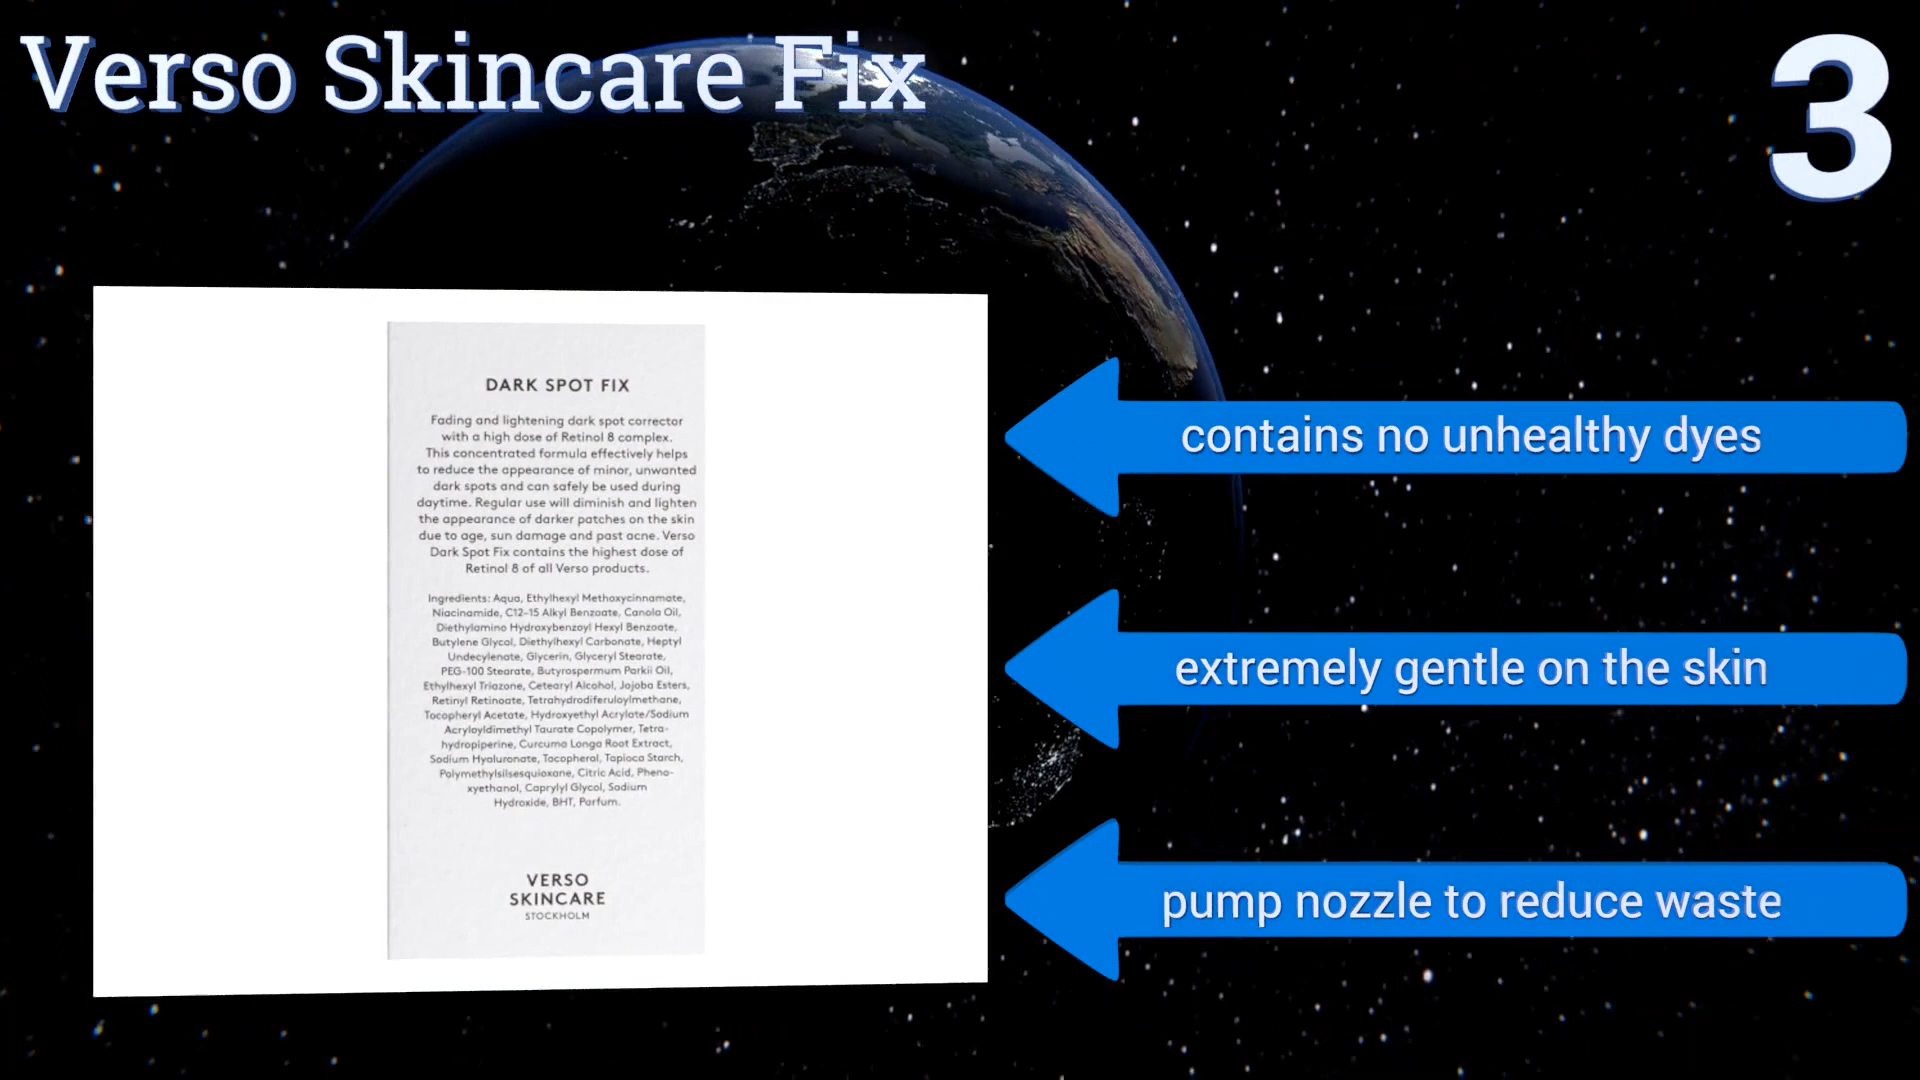 Verso Skincare Fix
3
DARK SPOT FIX
Fading and lightening dark spot corrector
with a high dose of Retinol 8 complex.
This concentrated formula effectively helps
to reduce the appearance of minor, unwanted
dark spots and can safely be used during
daytime. Regular use will diminish and lighten
the appearance of darker patches on the skin
due to age, sun damage and past acne. Verso
Dark Spot Fix contains the highest dose of
Retinol 8 of all Verso products.
Ingredients: Aqua, Ethylhexyl Methoxycinnamate,
Niacinamide, C12-15 Alkyl Benzoate, Canola Oil,
Diethylamino Hydroxybenzoyl Hexyl Benzoate,
Butylene Glycol, Diethylhexyl Carbonate, Heptyl
Undecylenate, Glycerin, Glyceryl Stearate,
PEG-100 Stearate, Butyrospermum Parkii Oil,
Ethylhexyl Triazone, Cetearyl Alcohol, Jojoba Esters,
Retinyl Retinoate, Tetrahydrodiferuloylmethane,
Tocopheryl Acetate, Hydroxyethyl Acrylate/Sodium
Acryloyldimethyl Taurate Copolymer, Tetra-
hydropiperine, Curcuma Longa Root Extract,
Sodium Hyaluronate, Tocopherol, Tapioca Starch,
Polymethylsilsesquioxane, Citric Acid, Pheno-
xyethanol, Caprylyl Glycol, Sodium
Hydroxide, BHT, Parfum.
VERSO
SKINCARE
STOCKHOLM
contains no unhealthy dyes
extremely gentle on the skin
pump nozzle to reduce waste